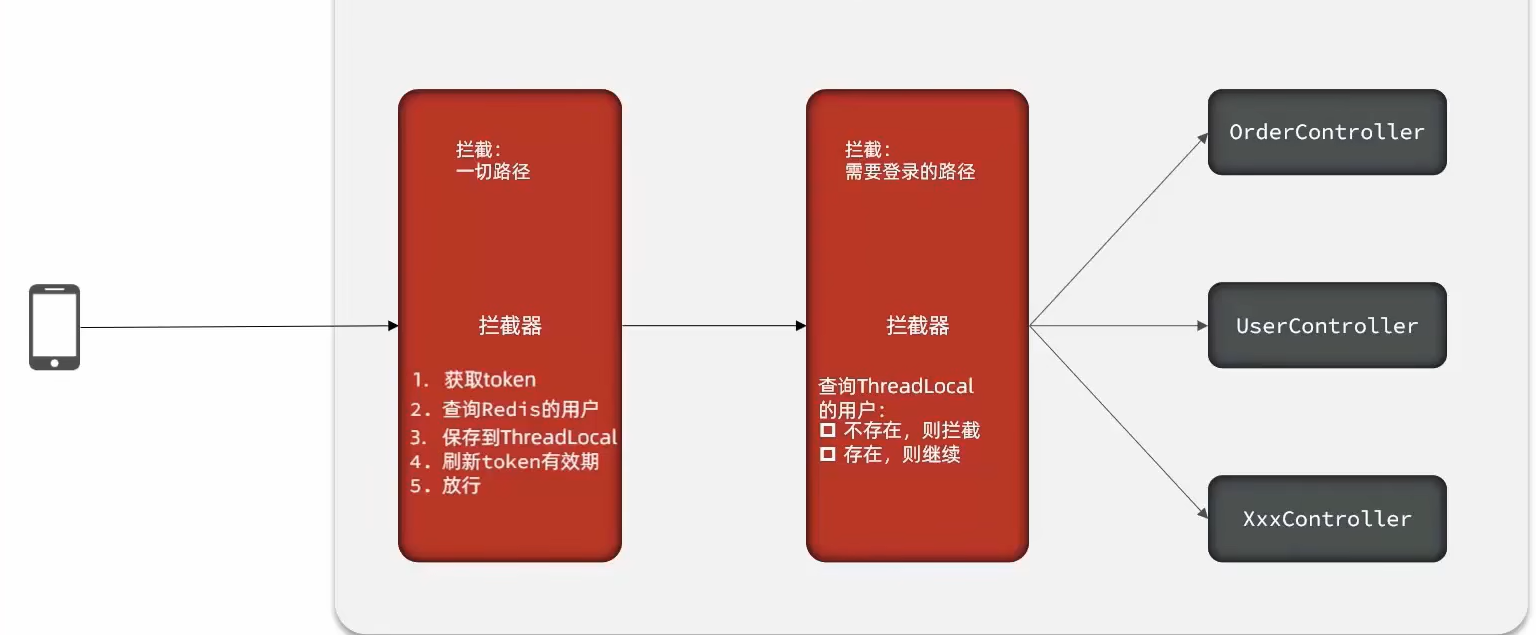 拦截：
一切路径
拦截器
1. 获取token
2. 查询Redis的用户
3. 保存到ThreadLocal
4. 刷新token有效期
5. 放行
拦截：
需要登录的路径
拦截器
查询ThreadLocal
的用户：
不存在，则拦截
存在，则继续
OrderController
UserController
XxxController